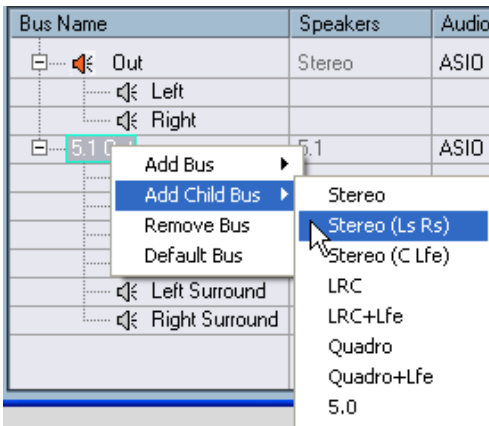 Bus Name Speakers Audio
Out Stereo ASIO
Left
Right
5.1 5.1 ASIO
Add Bus
Add Child Bus Stereo
Remove Bus Stereo (Ls Rs)
Default Bus Stereo (C Lfe)
Left Surround LRC
Right Surround LRC+Lfe
Quadro
Quadro+Lfe
5.0